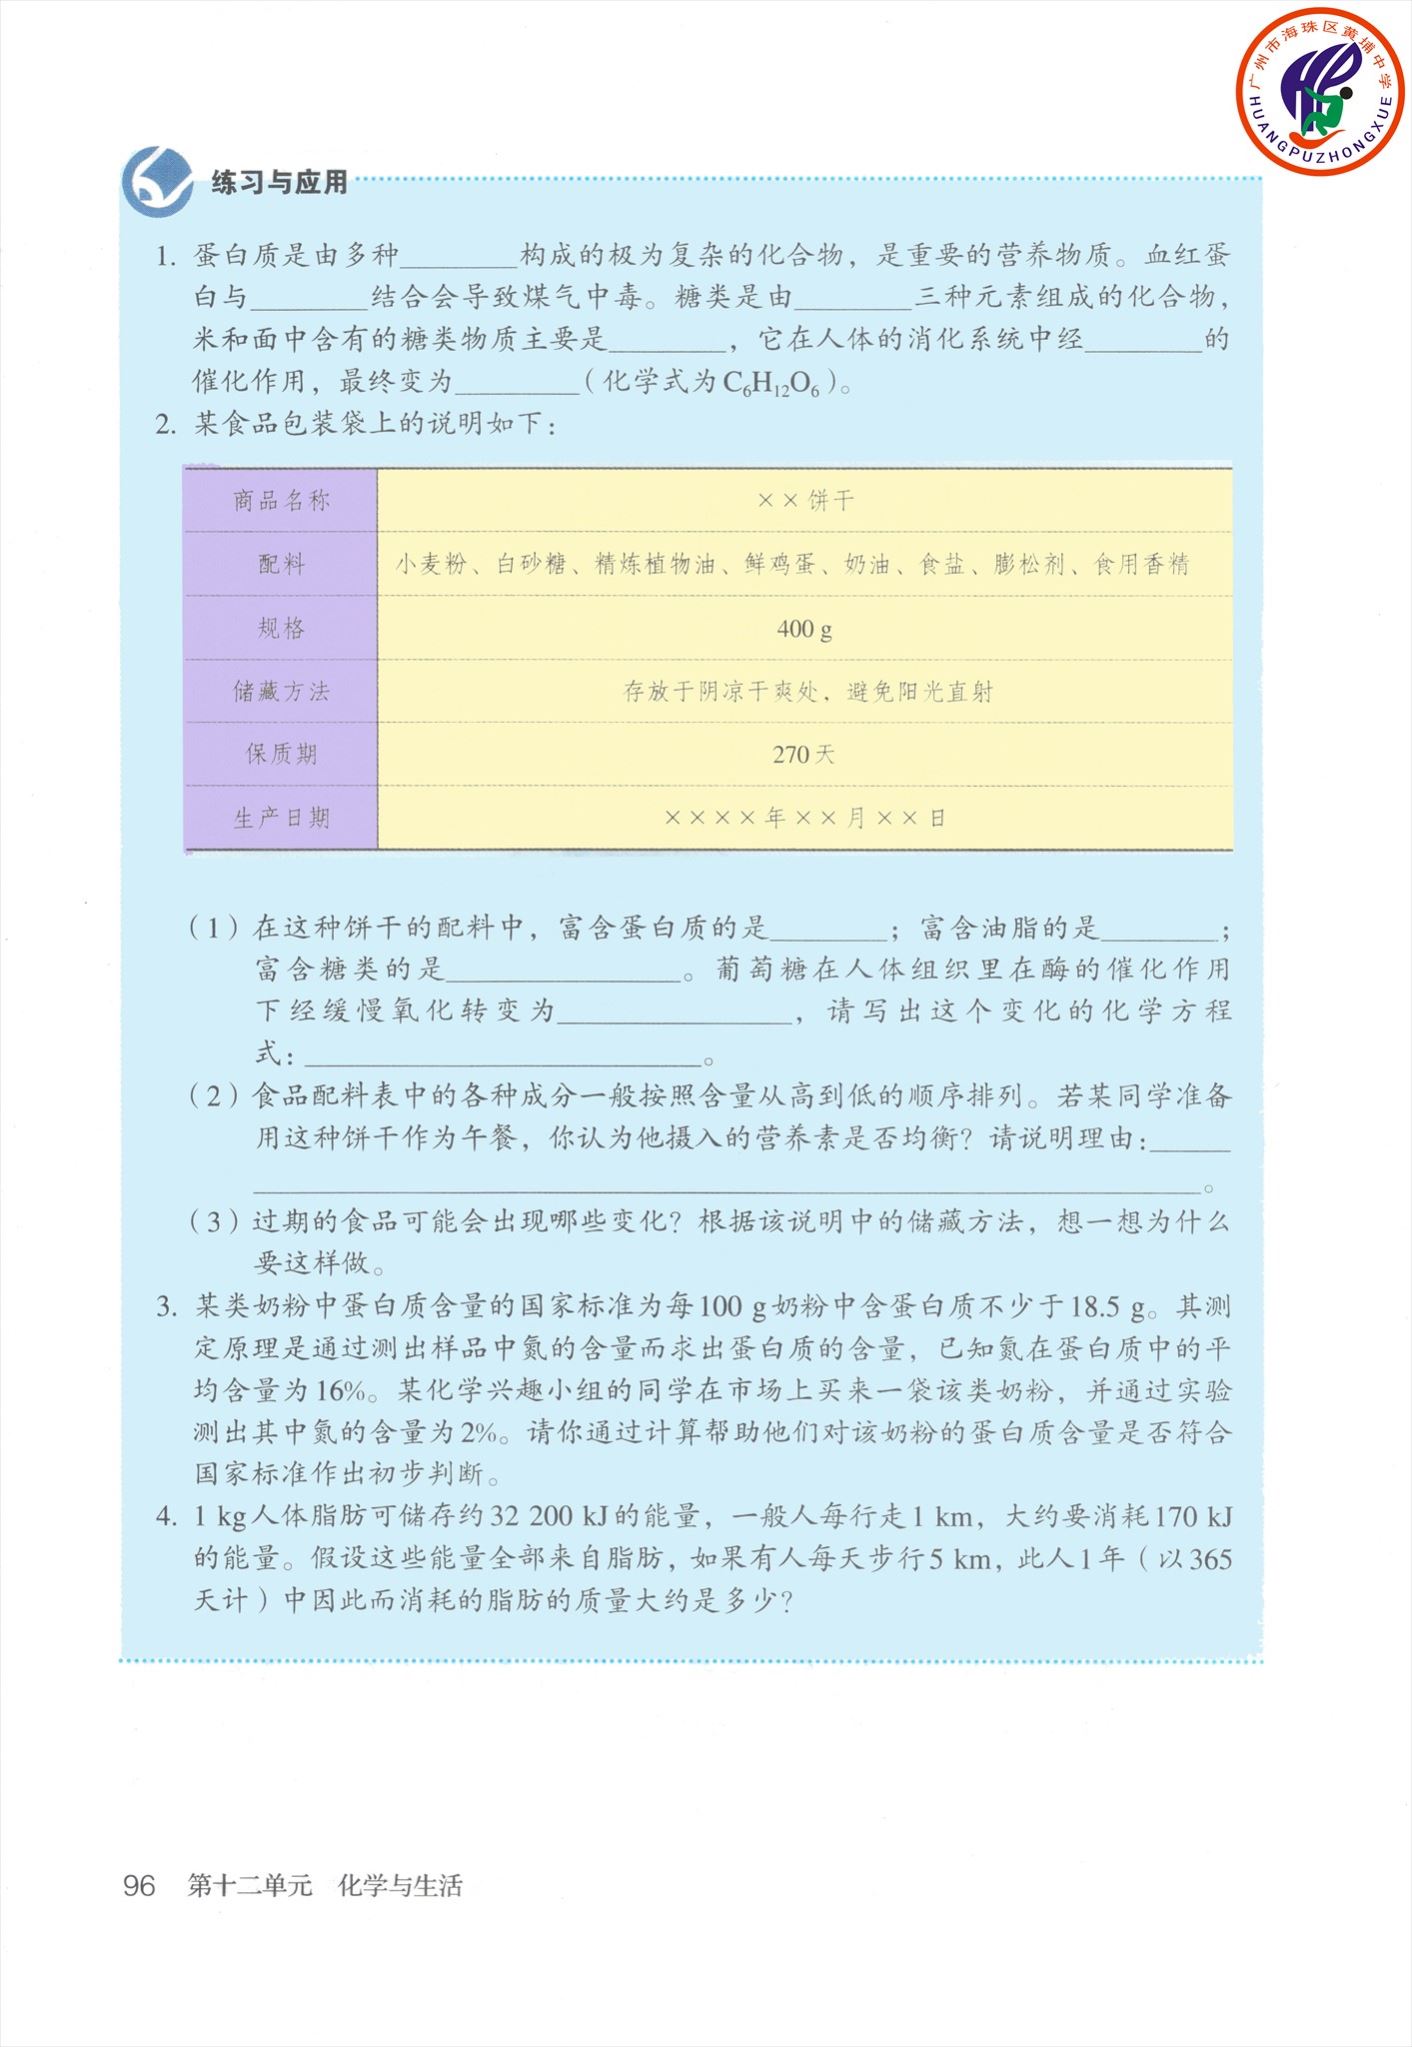 广州市海珠区黄埔中学
HUANGPUZHONGXUE
练习与应用
1. 蛋白质是由多种________构成的极为复杂的化合物，是重要的营养物质。血红蛋
白与________结合会导致煤气中毒。糖类是由________三种元素组成的化合物，
米和面中含有的糖类物质主要是________，它在人体的消化系统中经________的
催化作用，最终变为________（化学式为C₆H₁₂O₆）。
2. 某食品包装袋上的说明如下：
商品名称 ××饼干
配料 小麦粉、白砂糖、精炼植物油、鲜鸡蛋、奶油、食盐、膨松剂、食用香精
规格 400 g
储藏方法 存放于阴凉干爽处，避免阳光直射
保质期 270天
生产日期 ××××年××月××日
（1）在这种饼干的配料中，富含蛋白质的是________；富含油脂的是________；
富含糖类的是________________。葡萄糖在人体组织里在酶的催化作用
下经缓慢氧化转变为________________，请写出这个变化的化学方程
式：___________________________。
（2）食品配料表中的各种成分一般按照含量从高到低的顺序排列。若某同学准备
用这种饼干作为午餐，你认为他摄入的营养素是否均衡？请说明理由：______
________________________________________________________________。
（3）过期的食品可能会出现哪些变化？根据该说明中的储藏方法，想一想为什么
要这样做。
3. 某类奶粉中蛋白质含量的国家标准为每100 g奶粉中含蛋白质不少于18.5 g。其测
定原理是通过测出样品中氮的含量而求出蛋白质的含量，已知氮在蛋白质中的平
均含量为16%。某化学兴趣小组的同学在市场上买来一袋该类奶粉，并通过实验
测出其中氮的含量为2%。请你通过计算帮助他们对该奶粉的蛋白质含量是否符合
国家标准作出初步判断。
4. 1 kg人体脂肪可储存约32 200 kJ的能量，一般人每行走1 km，大约要消耗170 kJ
的能量。假设这些能量全部来自脂肪，如果有人每天步行5 km，此人1年（以365
天计）中因此而消耗的脂肪的质量大约是多少？
96 第十二单元 化学与生活